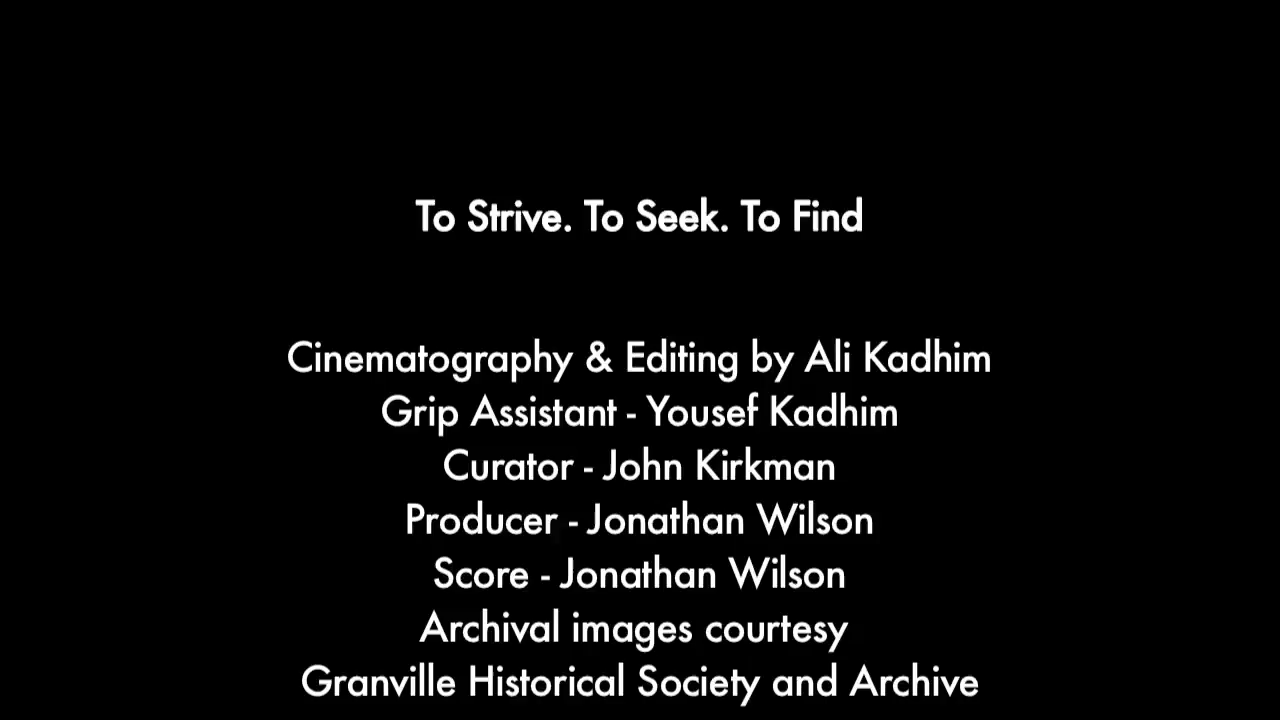 To Strive. To Seek. To Find
Cinematography & Editing by Ali Kadhim
Grip Assistant - Yousef Kadhim
Curator - John Kirkman
Producer - Jonathan Wilson
Score - Jonathan Wilson
Archival images courtesy
Granville Historical Society and Archive